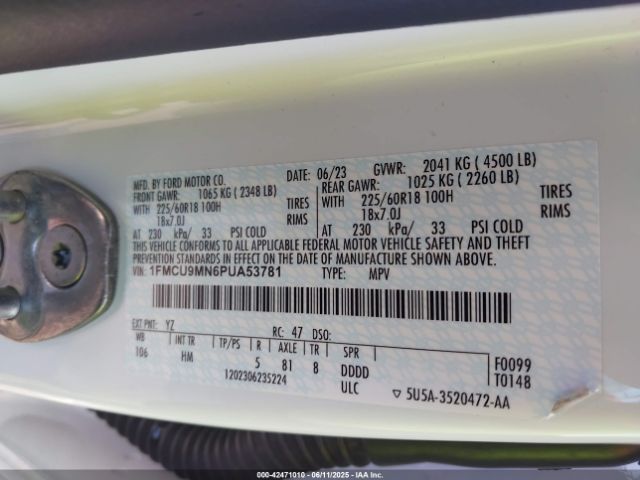 MFD. BY FORD MOTOR CO.
DATE: 06/23 GVWR: 2041 KG ( 4500 LB)
FRONT GAWR: 1065 KG ( 2348 LB)
REAR GAWR: 1025 KG ( 2260 LB)
WITH 225/60R18 100H TIRES
18x7.0J RIMS
WITH 225/60R18 100H TIRES
18x7.0J RIMS
AT 230 kPa/ 33 PSI COLD
AT 230 kPa/ 33 PSI COLD
THIS VEHICLE CONFORMS TO ALL APPLICABLE FEDERAL MOTOR VEHICLE SAFETY AND THEFT
PREVENTION STANDARDS IN EFFECT ON THE DATE OF MANUFACTURE SHOWN ABOVE.
VIN: 1FMCU9MN6PUA53781 TYPE: MPV
EXT PNT: YZ RC: 47 DSO:
WB INT TR TP/PS R AXLE TR SPR
106 HM 5 81 8 DDDD
1202306235224 ULC
F0099
T0148
▽ 5U5A-3520472-AA
00-42471010 - 06/11/2025 - © IAA Inc.